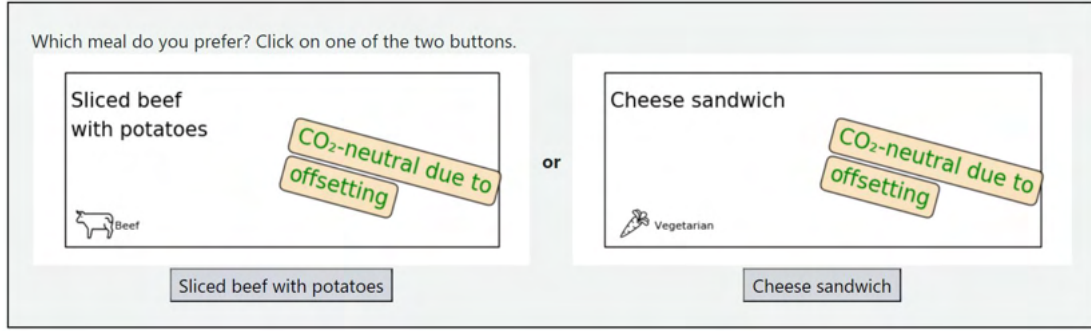 Which meal do you prefer? Click on one of the two buttons.
Sliced beef
with potatoes
CO₂-neutral due to
offsetting
Beef
Sliced beef with potatoes
or
Cheese sandwich
CO₂-neutral due to
offsetting
Vegetarian
Cheese sandwich